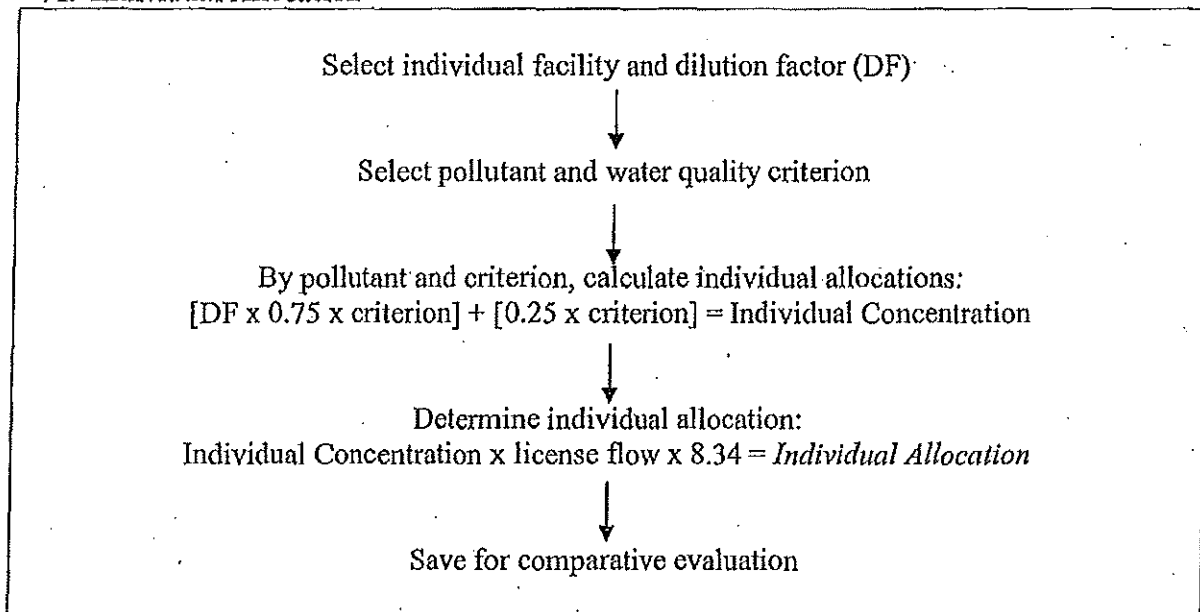 Select individual facility and dilution factor (DF)
Select pollutant and water quality criterion
By pollutant and criterion, calculate individual allocations:
[DF x 0.75 x criterion] + [0.25 x criterion] = Individual Concentration
Determine individual allocation:
Individual Concentration x license flow x 8.34 = Individual Allocation
Save for comparative evaluation